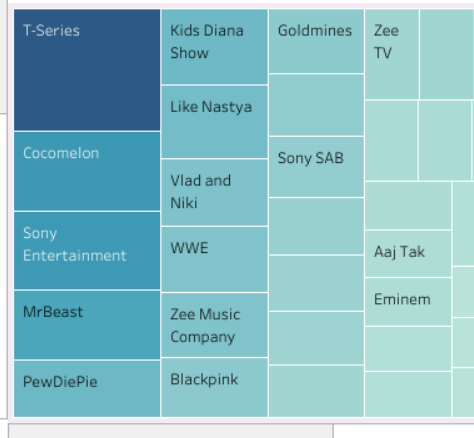 T-Series
Cocomelon
Sony
Entertainment
MrBeast
PewDiePie
Kids Diana
Show
Like Nastya
Vlad and
Niki
WWE
Zee Music
Company
Blackpink
Goldmines
Sony SAB
Zee
TV
Aaj Tak
Eminem